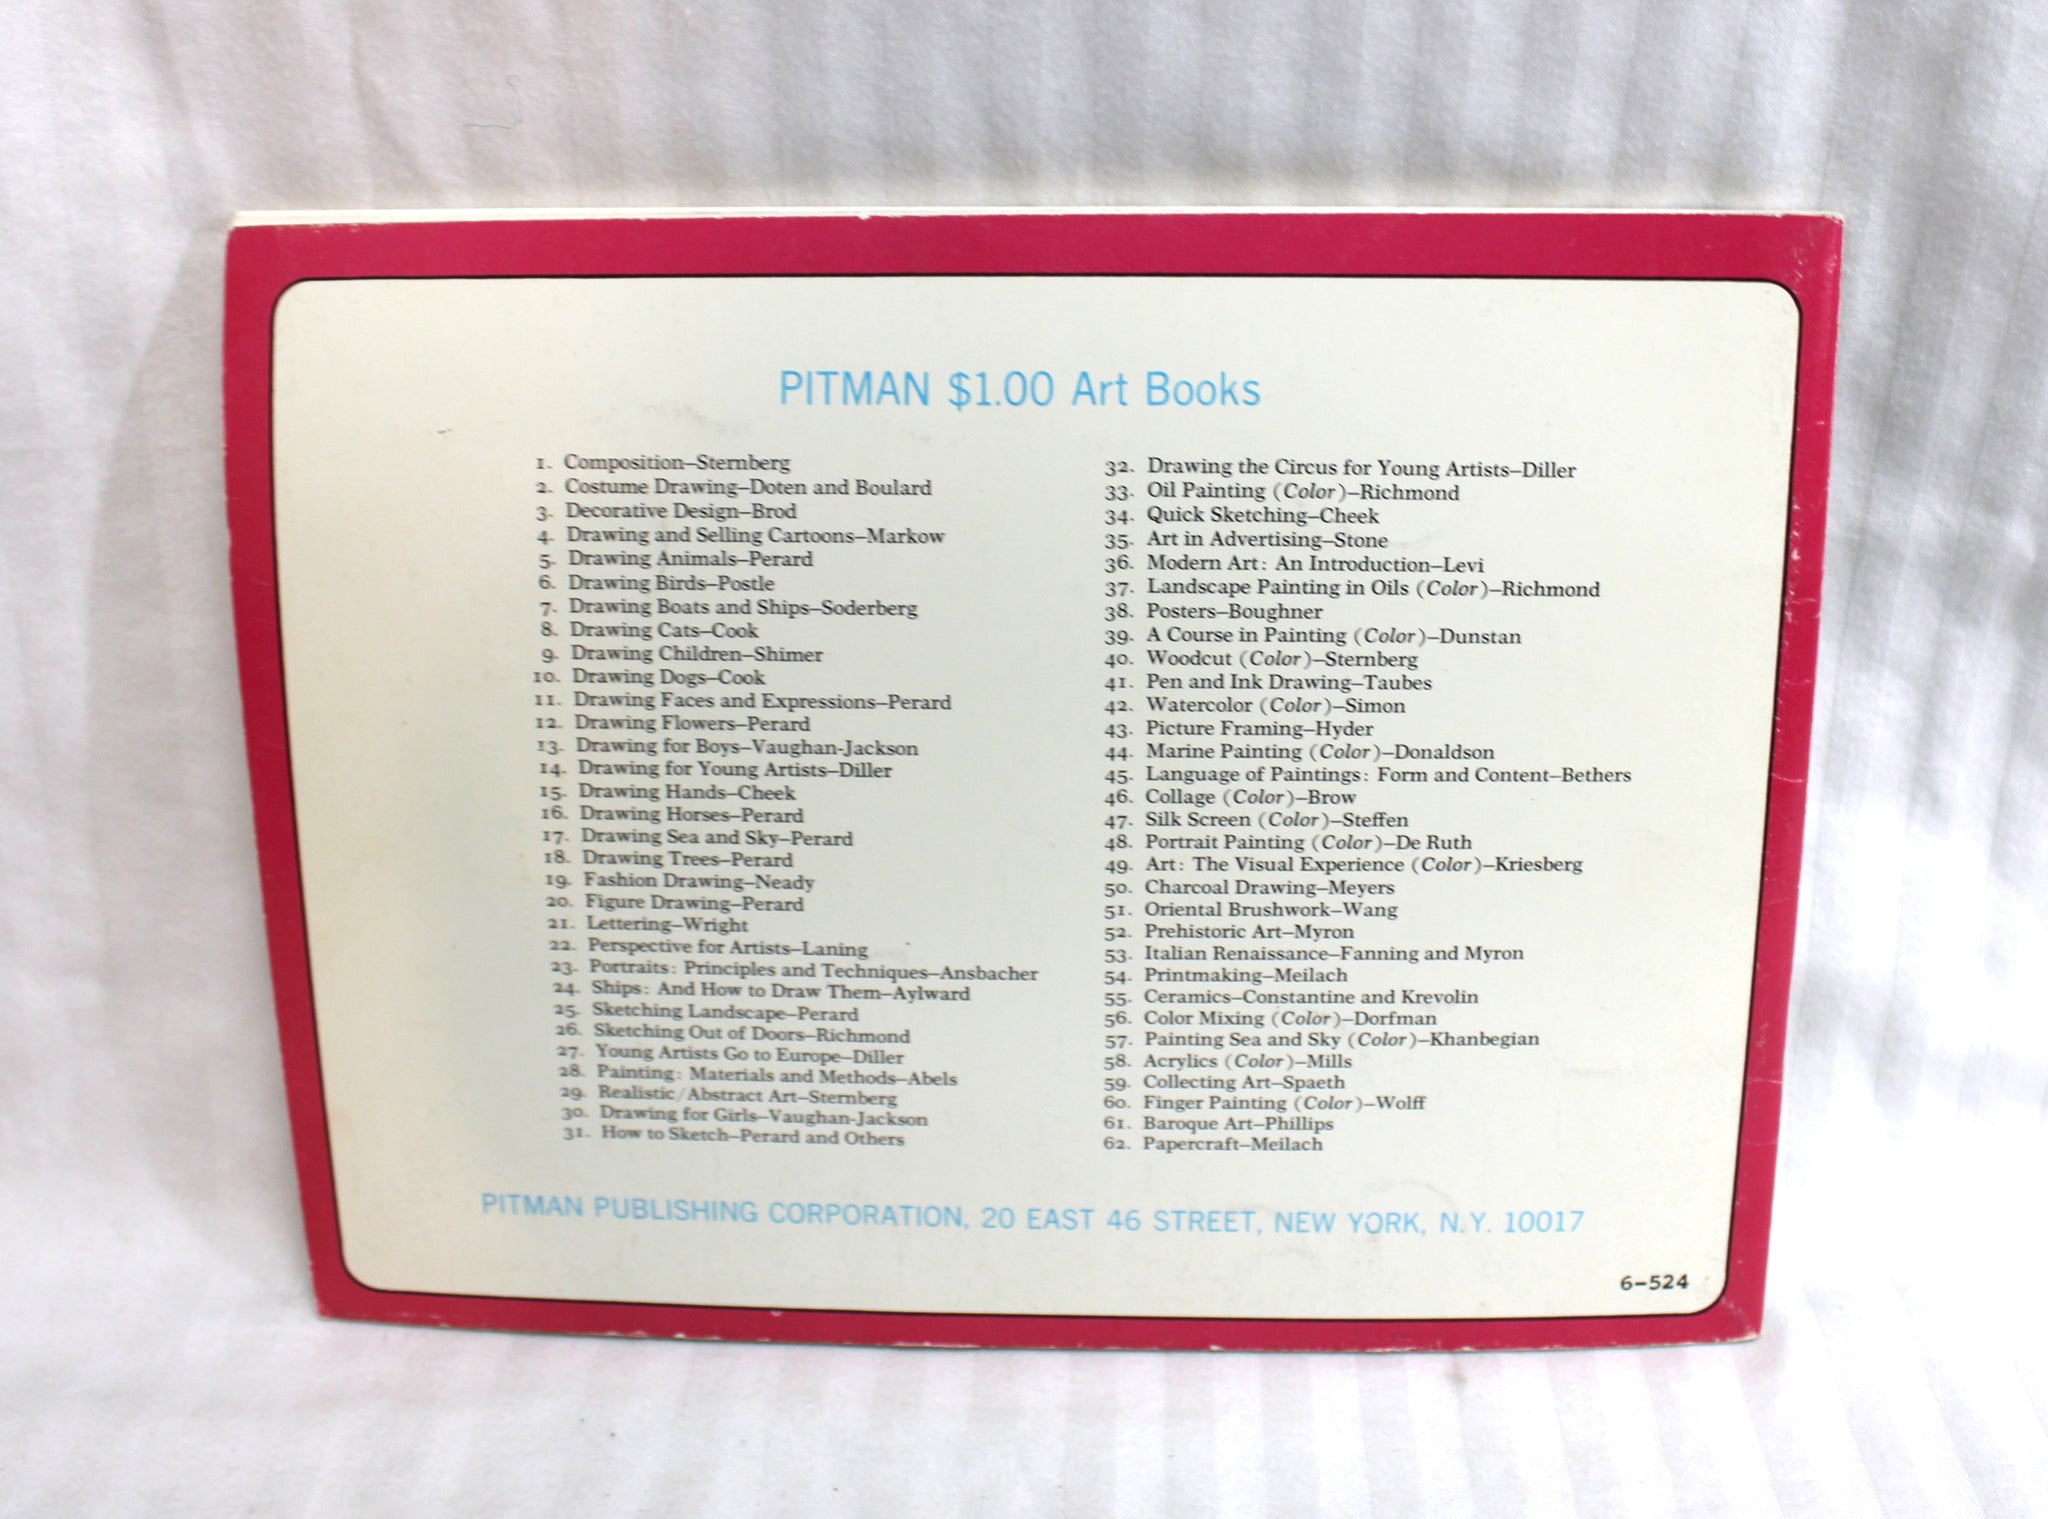 PITMAN $1.00 Art Books
1. Composition–Sternberg
2. Costume Drawing–Doten and Boulard
3. Decorative Design–Brod
4. Drawing and Selling Cartoons–Markow
5. Drawing Animals–Perard
6. Drawing Birds–Postle
7. Drawing Boats and Ships–Soderberg
8. Drawing Cats–Cook
9. Drawing Children–Shimer
10. Drawing Dogs–Cook
11. Drawing Faces and Expressions–Perard
12. Drawing Flowers–Perard
13. Drawing for Boys–Vaughan-Jackson
14. Drawing for Young Artists–Diller
15. Drawing Hands–Cheek
16. Drawing Horses–Perard
17. Drawing Sea and Sky–Perard
18. Drawing Trees–Perard
19. Fashion Drawing–Neady
20. Figure Drawing–Perard
21. Lettering–Wright
22. Perspective for Artists–Laning
23. Portraits: Principles and Techniques–Ansbacher
24. Ships: And How to Draw Them–Aylward
25. Sketching Landscape–Perard
26. Sketching Out of Doors–Richmond
27. Young Artists Go to Europe–Diller
28. Painting: Materials and Methods–Abels
29. Realistic/Abstract Art–Sternberg
30. Drawing for Girls–Vaughan-Jackson
31. How to Sketch–Perard and Others
32. Drawing the Circus for Young Artists–Diller
33. Oil Painting (Color)–Richmond
34. Quick Sketching–Cheek
35. Art in Advertising–Stone
36. Modern Art: An Introduction–Levi
37. Landscape Painting in Oils (Color)–Richmond
38. Posters–Boughner
39. A Course in Painting (Color)–Dunstan
40. Woodcut (Color)–Sternberg
41. Pen and Ink Drawing–Taubes
42. Watercolor (Color)–Simon
43. Picture Framing–Hyder
44. Marine Painting (Color)–Donaldson
45. Language of Paintings: Form and Content–Bethers
46. Collage (Color)–Brow
47. Silk Screen (Color)–Steffen
48. Portrait Painting (Color)–De Ruth
49. Art: The Visual Experience (Color)–Kriesberg
50. Charcoal Drawing–Meyers
51. Oriental Brushwork–Wang
52. Prehistoric Art–Myron
53. Italian Renaissance–Fanning and Myron
54. Printmaking–Meilach
55. Ceramics–Constantine and Krevolin
56. Color Mixing (Color)–Dorfman
57. Painting Sea and Sky (Color)–Khanbegian
58. Acrylics (Color)–Mills
59. Collecting Art–Spaeth
60. Finger Painting (Color)–Wolff
61. Baroque Art–Phillips
62. Papercraft–Meilach
PITMAN PUBLISHING CORPORATION, 20 EAST 46 STREET, NEW YORK, N.Y. 10017
6–524